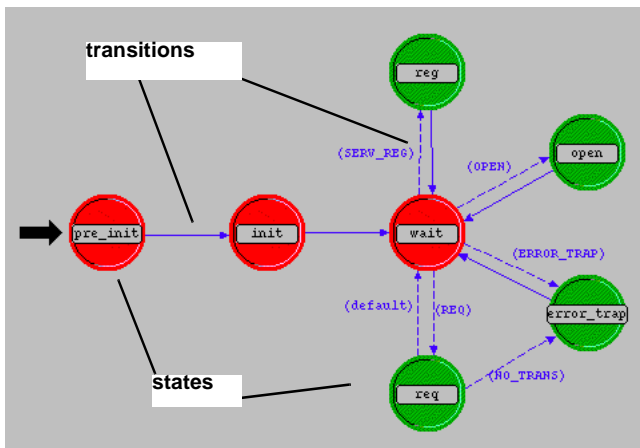 transitions
reg
(SERV_REG)
(OPEN)
open
pre_init
init
wait
(ERROR_TRAP)
(default)
(REQ)
error_trap
states
req
(NO_TRANS)